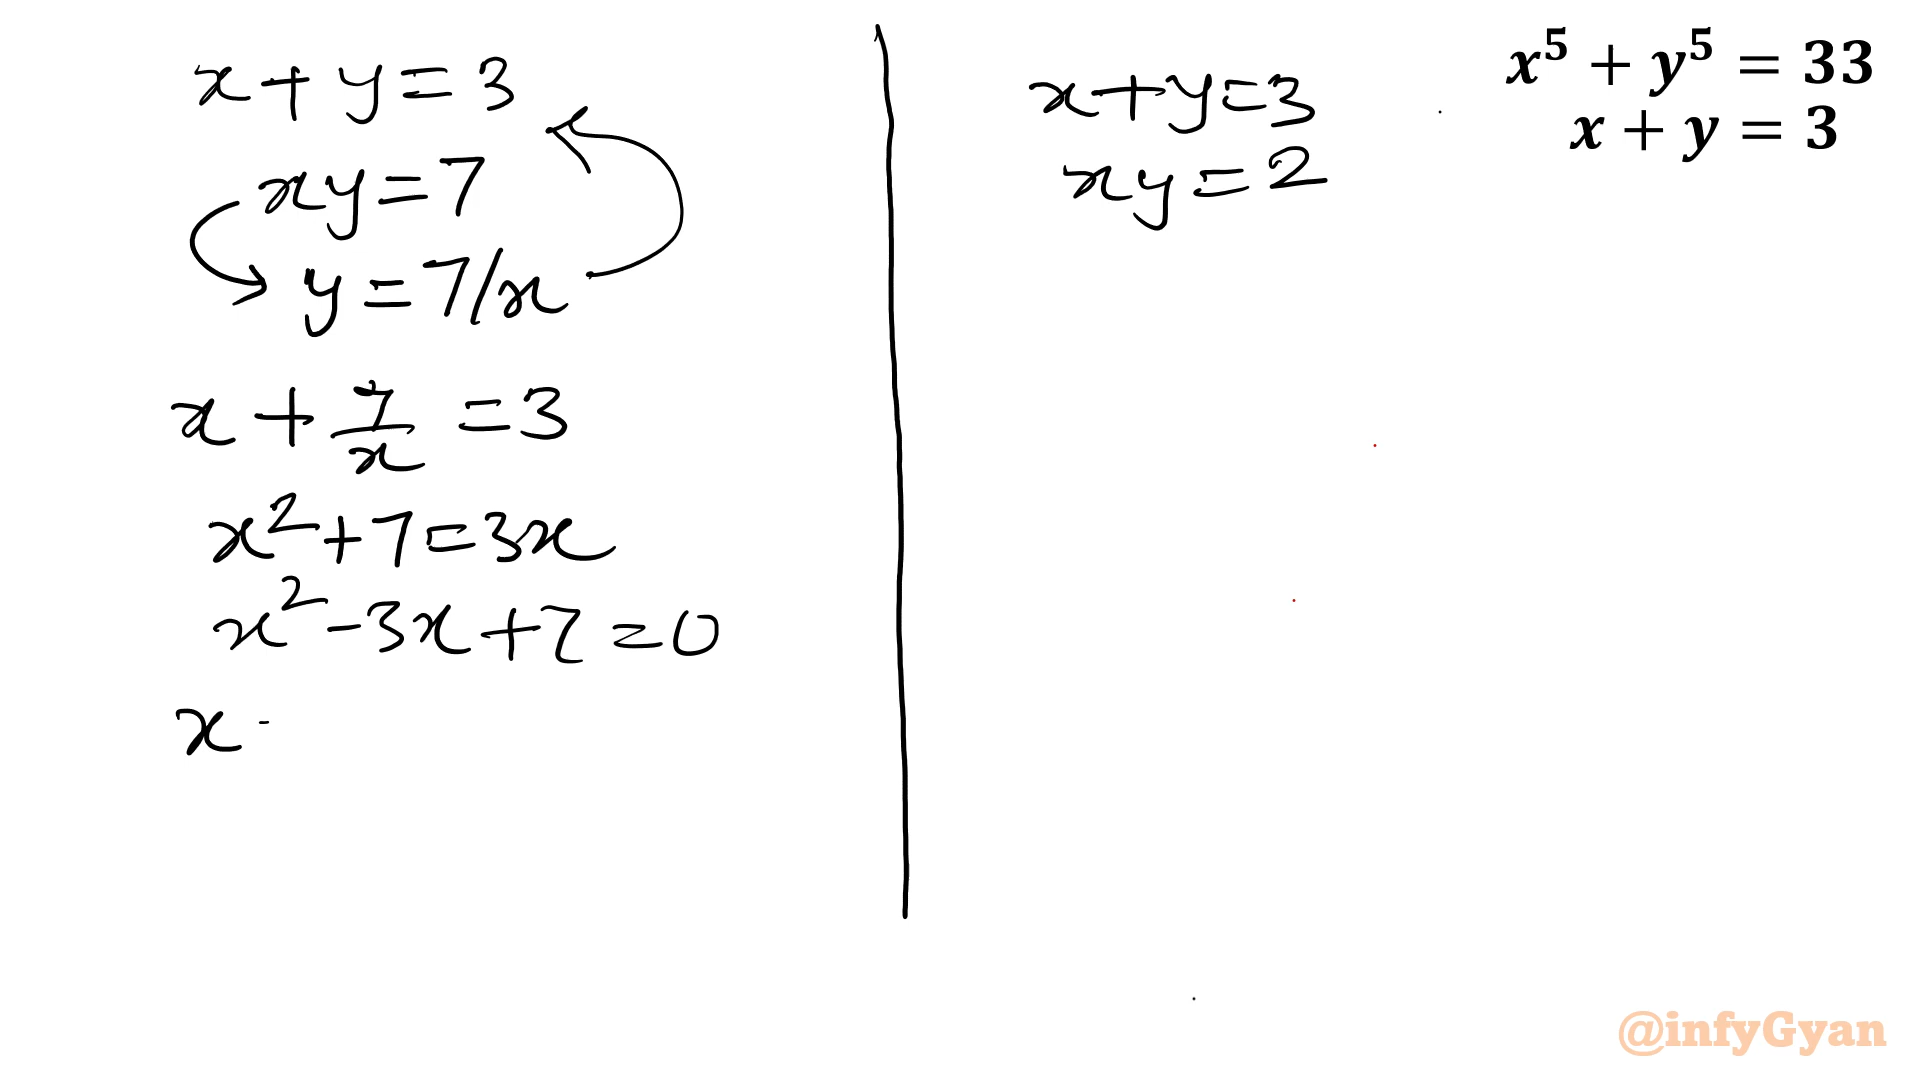 x + y = 3
xy = 7
y = 7/x
x + 7/x = 3
x² + 7 = 3x
x² - 3x + 7 = 0
x -
x + y = 3
xy = 2
x⁵ + y⁵ = 33
x + y = 3
@infyGyan